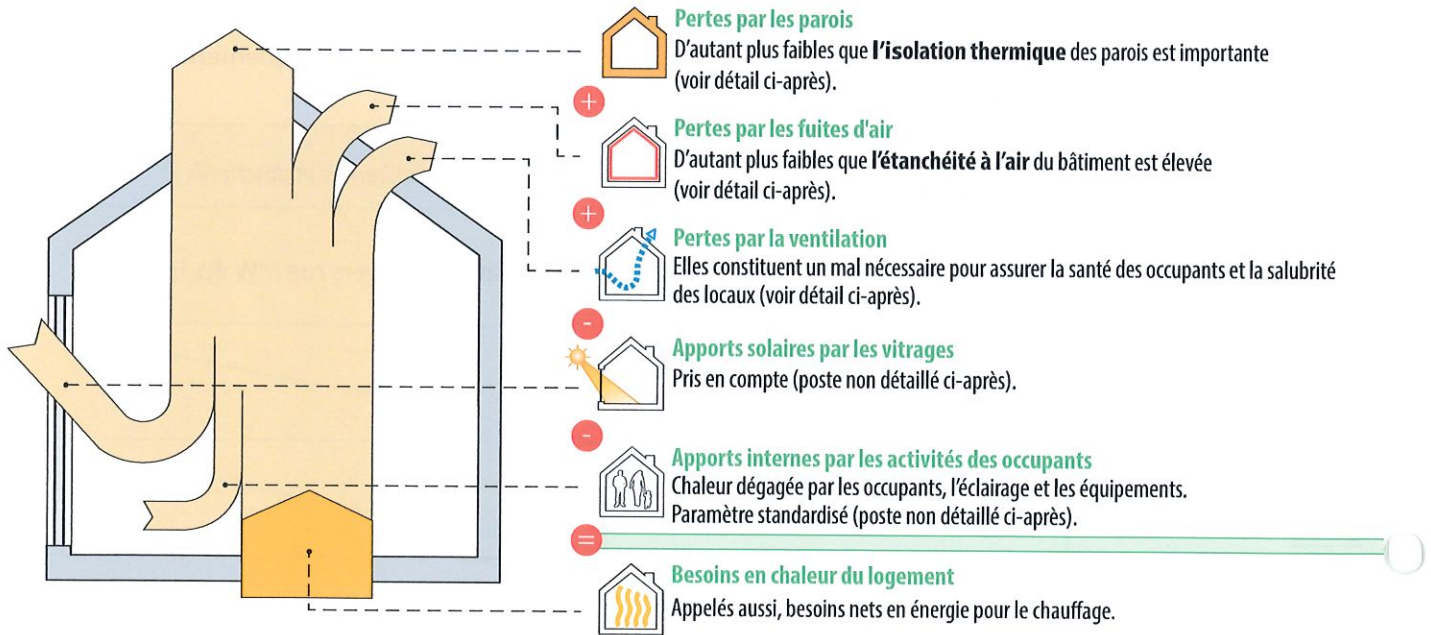 Pertes par les parois
D'autant plus faibles que l'isolation thermique des parois est importante
(voir détail ci-après).
+
Pertes par les fuites d'air
D'autant plus faibles que l'étanchéité à l'air du bâtiment est élevée
(voir détail ci-après).
+
Pertes par la ventilation
Elles constituent un mal nécessaire pour assurer la santé des occupants et la salubrité
des locaux (voir détail ci-après).
-
Apports solaires par les vitrages
Pris en compte (poste non détaillé ci-après).
-
Apports internes par les activités des occupants
Chaleur dégagée par les occupants, l'éclairage et les équipements.
Paramètre standardisé (poste non détaillé ci-après).
=
Besoins en chaleur du logement
Appelés aussi, besoins nets en énergie pour le chauffage.